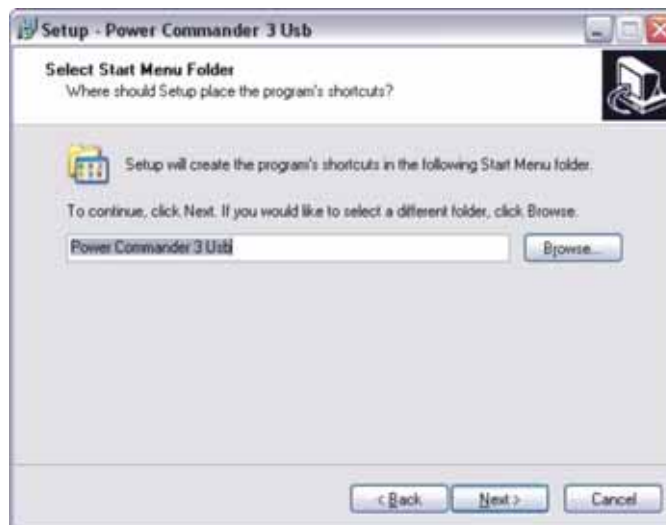 Setup - Power Commander 3 Usb
Select Start Menu Folder
Where should Setup place the program's shortcuts?
Setup will create the program's shortcuts in the following Start Menu folder.
To continue, click Next. If you would like to select a different folder, click Browse.
Power Commander 3 Usb
Browse...
< Back
Next >
Cancel